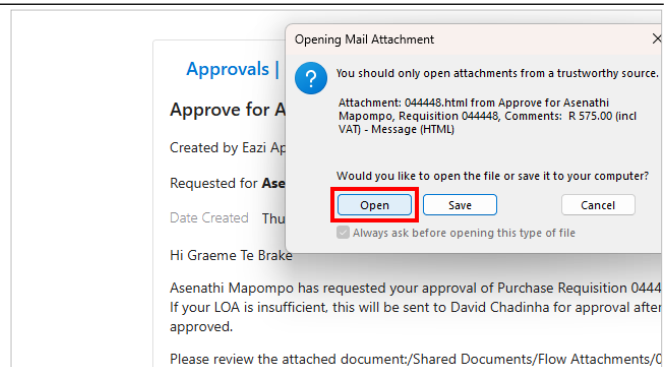 Opening Mail Attachment
You should only open attachments from a trustworthy source.
Attachment: 044448.html from Approve for Asenathi
Mapompo, Requisition 044448, Comments: R 575.00 (incl
VAT) - Message (HTML)
Would you like to open the file or save it to your computer?
Open Save Cancel
Always ask before opening this type of file
Approvals |
Approve for A
Created by Eazi Ap
Requested for Ase
Date Created Thu
Hi Graeme Te Brake
Asenathi Mapompo has requested your approval of Purchase Requisition 0444
If your LOA is insufficient, this will be sent to David Chadinha for approval after
approved.
Please review the attached document:/Shared Documents/Flow Attachments/0